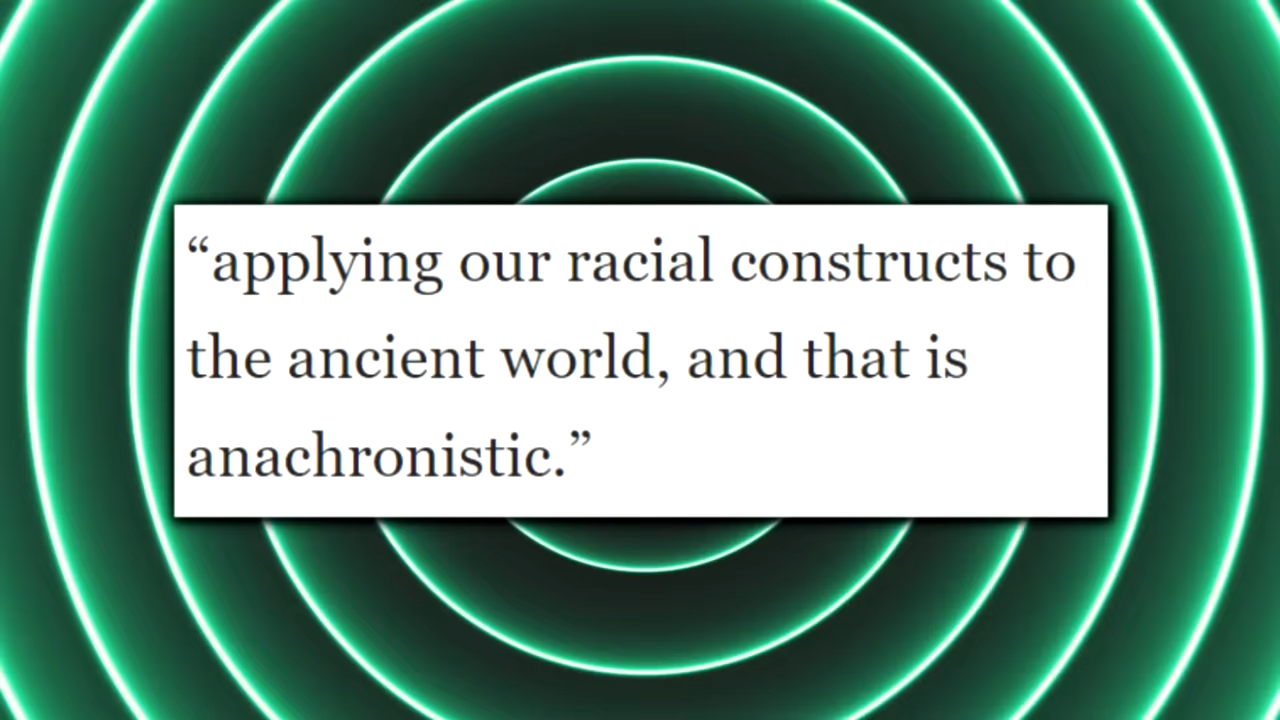 “applying our racial constructs to
the ancient world, and that is
anachronistic.”